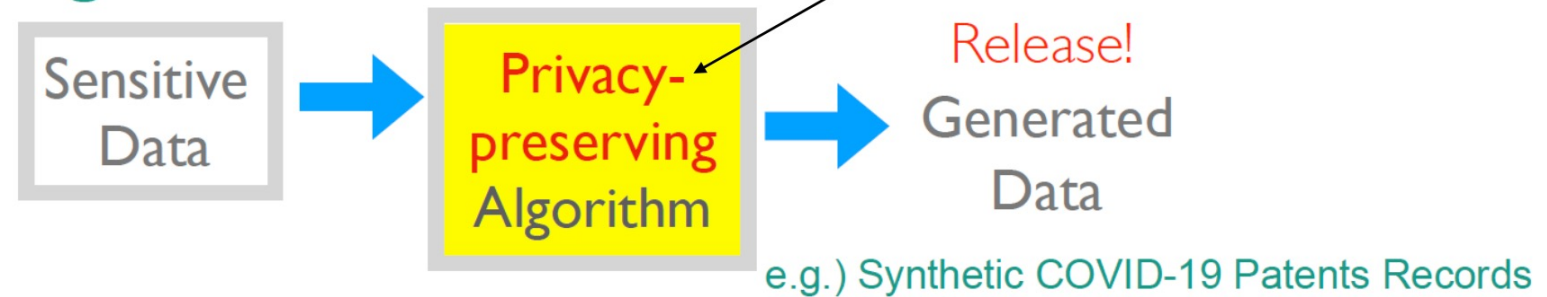 Sensitive
Data
Privacy-
preserving
Algorithm
Release!
Generated
Data
e.g.) Synthetic COVID-19 Patents Records